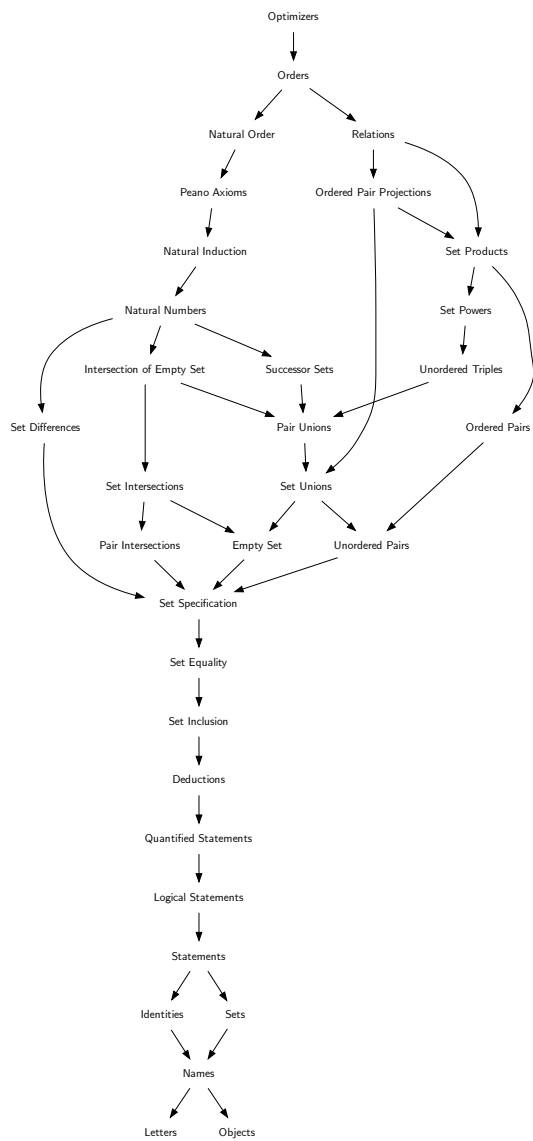 Optimizers
Orders
Natural Order
Relations
Peano Axioms
Ordered Pair Projections
Natural Induction
Set Products
Natural Numbers
Set Powers
Intersection of Empty Set
Successor Sets
Unordered Triples
Set Differences
Pair Unions
Ordered Pairs
Set Intersections
Set Unions
Pair Intersections
Empty Set
Unordered Pairs
Set Specification
Set Equality
Set Inclusion
Deductions
Quantified Statements
Logical Statements
Statements
Identities
Sets
Names
Letters
Objects